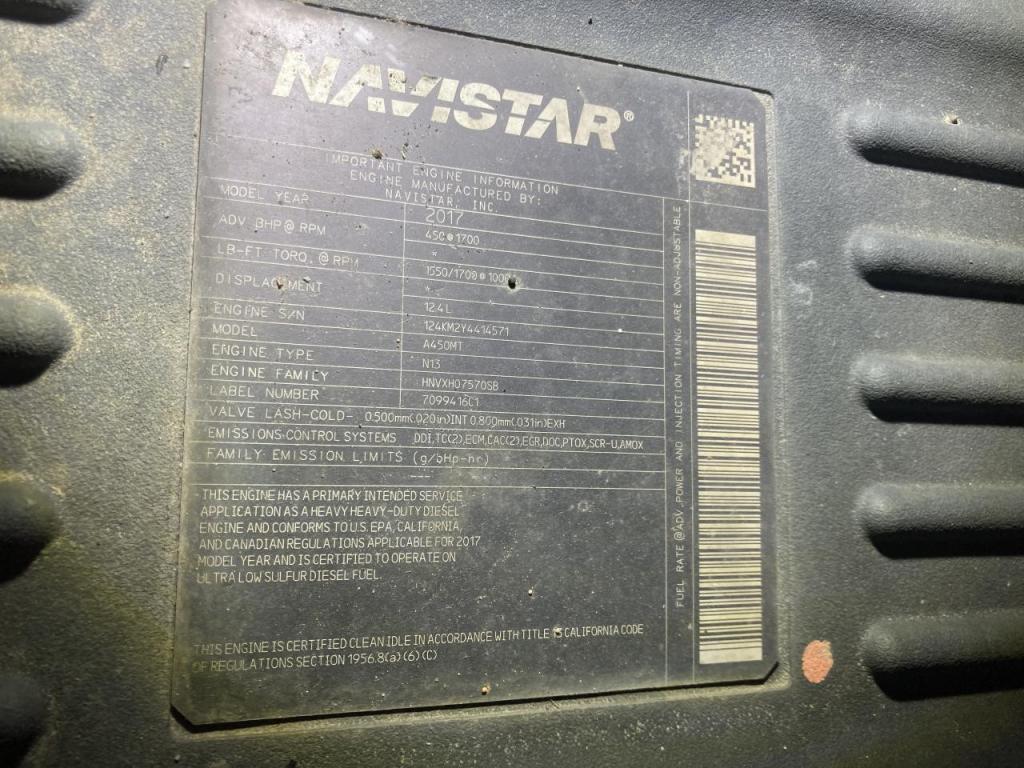 NAVISTAR®
IMPORTANT ENGINE INFORMATION
ENGINE MANUFACTURED BY:
NAVISTAR, INC.
MODEL YEAR 2017
ADV BHP @ RPM 450 @ 1700
*
LB-FT TORQ. @ RPM 1550/1700 @ 1000
*
DISPLACEMENT 12.4 L
ENGINE S/N 124KM2Y4414571
MODEL A450MT
ENGINE TYPE N13
ENGINE FAMILY HNVXH07570SB
LABEL NUMBER 7099416C1
VALVE LASH-COLD- 0.500mm(.020in)INT 0.800mm(.031in)EXH
EMISSIONS CONTROL SYSTEMS DDI,TC(2),ECM,CAC(2),EGR,DOC,PTOX,SCR-U,AMOX
FAMILY EMISSION LIMITS (g/bHp-hr)
THIS ENGINE HAS A PRIMARY INTENDED SERVICE
APPLICATION AS A HEAVY HEAVY-DUTY DIESEL
ENGINE AND CONFORMS TO U.S. EPA, CALIFORNIA,
AND CANADIAN REGULATIONS APPLICABLE FOR 2017
MODEL YEAR AND IS CERTIFIED TO OPERATE ON
ULTRA LOW SULFUR DIESEL FUEL.
THIS ENGINE IS CERTIFIED CLEAN IDLE IN ACCORDANCE WITH TITLE 13 CALIFORNIA CODE
OF REGULATIONS SECTION 1956.8(a)(6)(C)
FUEL RATE @ADV. POWER AND INJECTION TIMING ARE NON-ADJUSTABLE